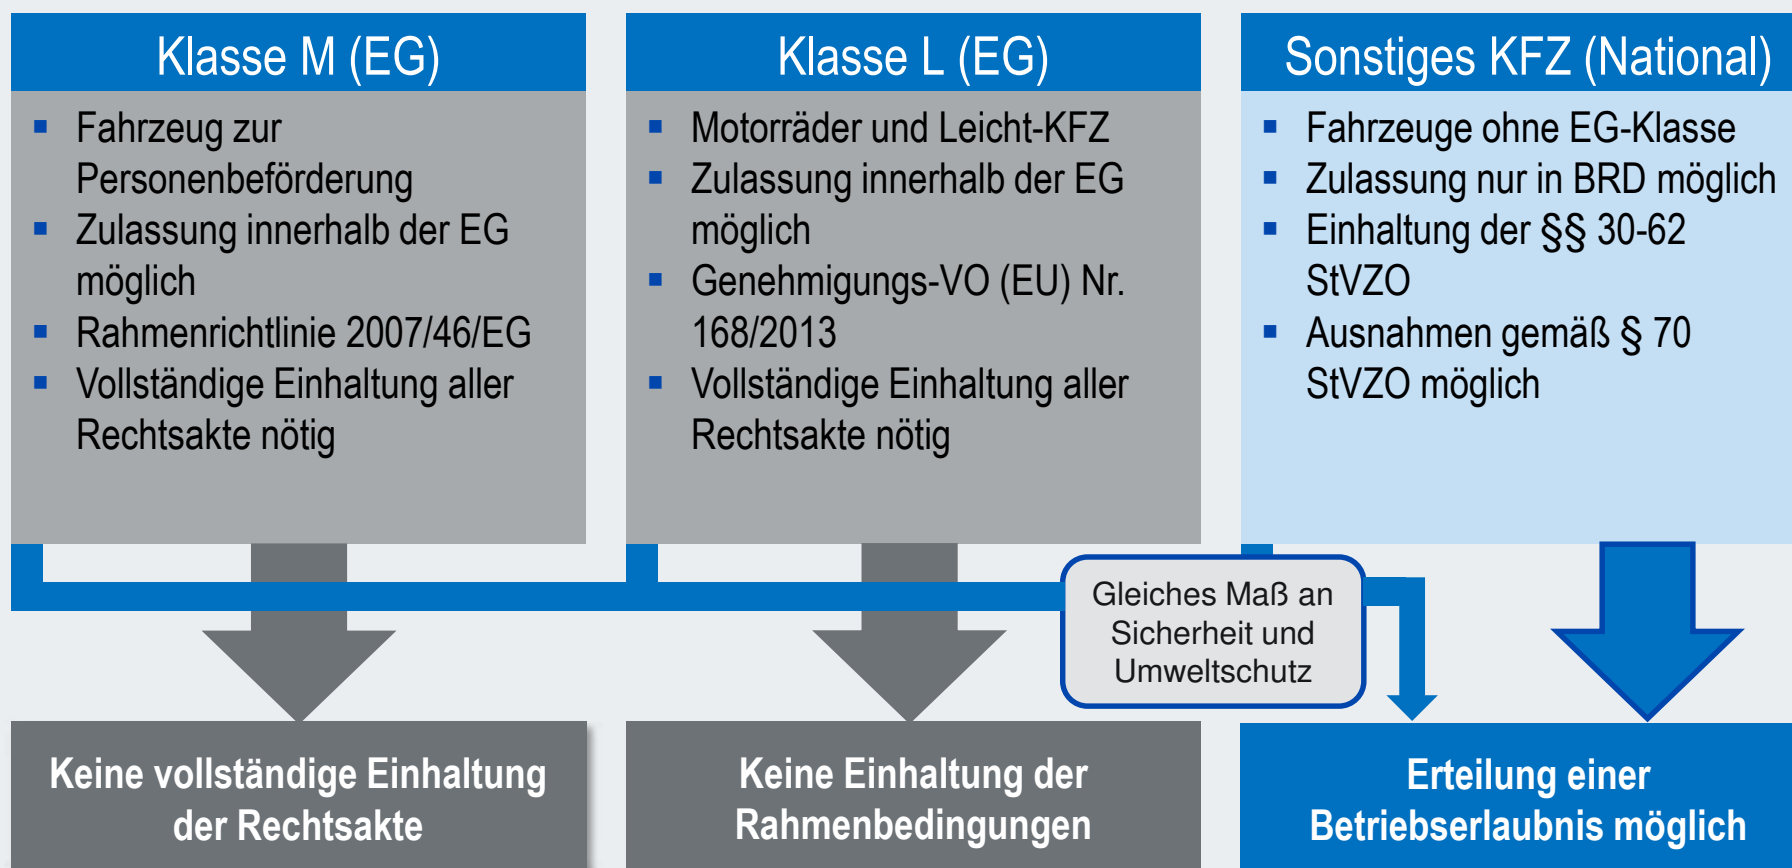 Klasse M (EG)
Fahrzeug zur
Personenbeförderung
Zulassung innerhalb der EG
möglich
Rahmenrichtlinie 2007/46/EG
Vollständige Einhaltung aller
Rechtsakte nötig
Klasse L (EG)
Motorräder und Leicht-KFZ
Zulassung innerhalb der EG
möglich
Genehmigungs-VO (EU) Nr.
168/2013
Vollständige Einhaltung aller
Rechtsakte nötig
Sonstiges KFZ (National)
Fahrzeuge ohne EG-Klasse
Zulassung nur in BRD möglich
Einhaltung der §§ 30-62
StVZO
Ausnahmen gemäß § 70
StVZO möglich
Gleiches Maß an
Sicherheit und
Umweltschutz
Keine vollständige Einhaltung
der Rechtsakte
Keine Einhaltung der
Rahmenbedingungen
Erteilung einer
Betriebserlaubnis möglich